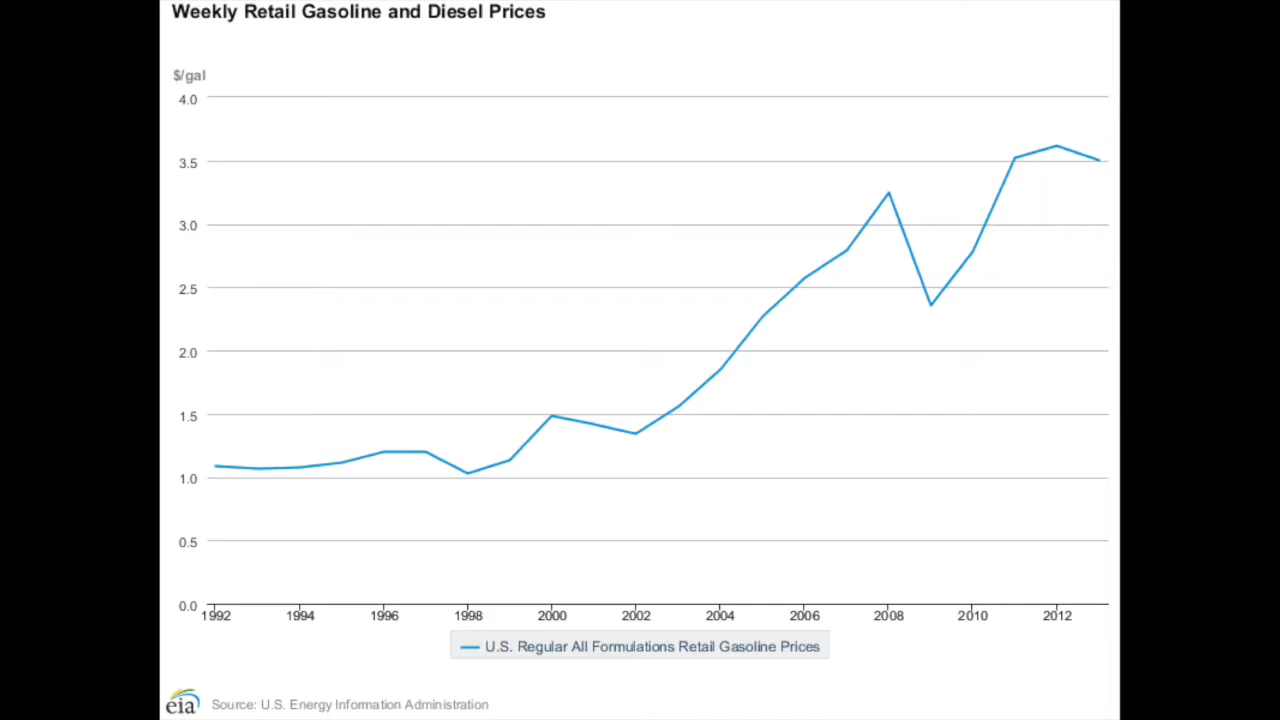 Weekly Retail Gasoline and Diesel Prices
$/gal
4.0
3.5
3.0
2.5
2.0
1.5
1.0
0.5
0.0
1992 1994 1996 1998 2000 2002 2004 2006 2008 2010 2012
U.S. Regular All Formulations Retail Gasoline Prices
eia Source: U.S. Energy Information Administration